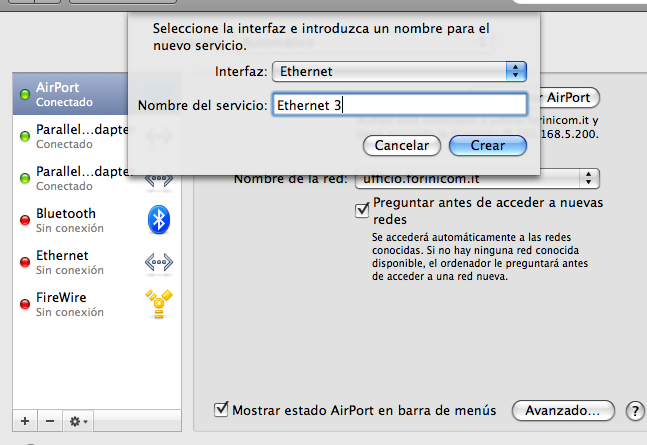 Seleccione la interfaz e introduzca un nombre para el
nuevo servicio.
Interfaz: Ethernet
Nombre del servicio: Ethernet 3
Cancelar Crear
AirPort
Conectado
Parallel...dapte
Conectado
Parallel...dapte
Conectado
Bluetooth
Sin conexión
Ethernet
Sin conexión
FireWire
Sin conexión
AirPort
.forinicom.it y
168.5.200.
Nombre de la red: ufficio.forinicom.it
Preguntar antes de acceder a nuevas
redes
Se accederá automáticamente a las redes
conocidas. Si no hay ninguna red conocida
disponible, el ordenador le preguntará antes
de acceder a una red nueva.
Mostrar estado AirPort en barra de menús
Avanzado...
?